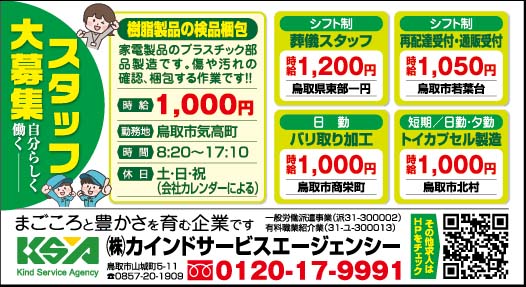 スタッフ
大募集
自分らしく
働く
樹脂製品の検品梱包
家電製品のプラスチック部
品製造です。傷や汚れの
確認、梱包する作業です!!
時給 1,000円
勤務地 鳥取市気高町
時間 8:20〜17:10
休日 土・日・祝
(会社カレンダーによる)
シフト制
葬儀スタッフ
時給1,200円
鳥取県東部一円
シフト制
再配達受付・通販受付
時給1,050円
鳥取市若葉台
日勤
バリ取り加工
時給1,000円
鳥取市商栄町
短期/日勤・夕勤
トイカプセル製造
時給1,000円
鳥取市北村
まごころと豊かさを育む企業です
一般労働派遣事業(派31-300002)
有料職業紹介業(31-ユ-300013)
KSA
Kind Service Agency
㈱カインドサービスエージェンシー
鳥取市山城町5-11
☎0857-20-1909
0120-17-9991
その他求人は
HPをチェック